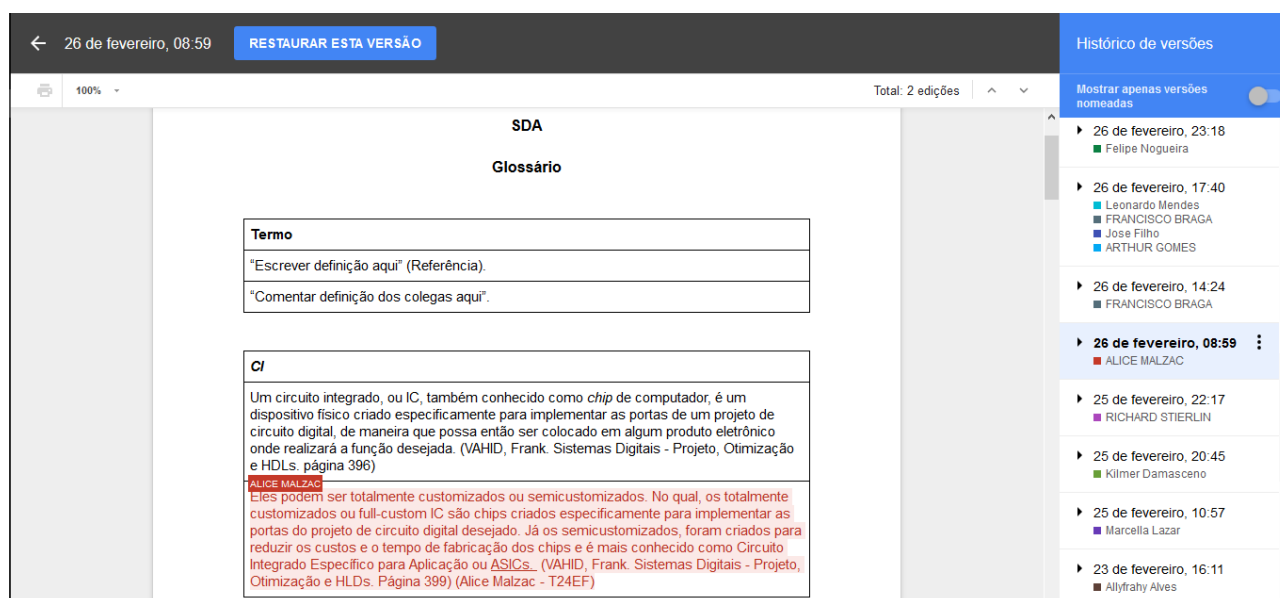 26 de fevereiro, 08:59
RESTAURAR ESTA VERSÃO
100%
Total: 2 edições
SDA
Glossário
Termo
“Escrever definição aqui” (Referência).
“Comentar definição dos colegas aqui”.
CI
Um circuito integrado, ou IC, também conhecido como chip de computador, é um
dispositivo físico criado especificamente para implementar as portas de um projeto de
circuito digital, de maneira que possa então ser colocado em algum produto eletrônico
onde realizará a função desejada. (VAHID, Frank. Sistemas Digitais - Projeto, Otimização
e HDLs. página 396)
ALICE MALZAC
Eles podem ser totalmente customizados ou semicustomizados. No qual, os totalmente
customizados ou full-custom IC são chips criados especificamente para implementar as
portas do projeto de circuito digital desejado. Já os semicustomizados, foram criados para
reduzir os custos e o tempo de fabricação dos chips e é mais conhecido como Circuito
Integrado Específico para Aplicação ou ASICs. (VAHID, Frank. Sistemas Digitais - Projeto,
Otimização e HLDs. Página 399) (Alice Malzac - T24EF)
Histórico de versões
Mostrar apenas versões
nomeadas
26 de fevereiro, 23:18
Felipe Nogueira
26 de fevereiro, 17:40
Leonardo Mendes
FRANCISCO BRAGA
Jose Filho
ARTHUR GOMES
26 de fevereiro, 14:24
FRANCISCO BRAGA
26 de fevereiro, 08:59
ALICE MALZAC
25 de fevereiro, 22:17
RICHARD STIERLIN
25 de fevereiro, 20:45
Kilmer Damasceno
25 de fevereiro, 10:57
Marcella Lazar
23 de fevereiro, 16:11
Allyfrahy Alves